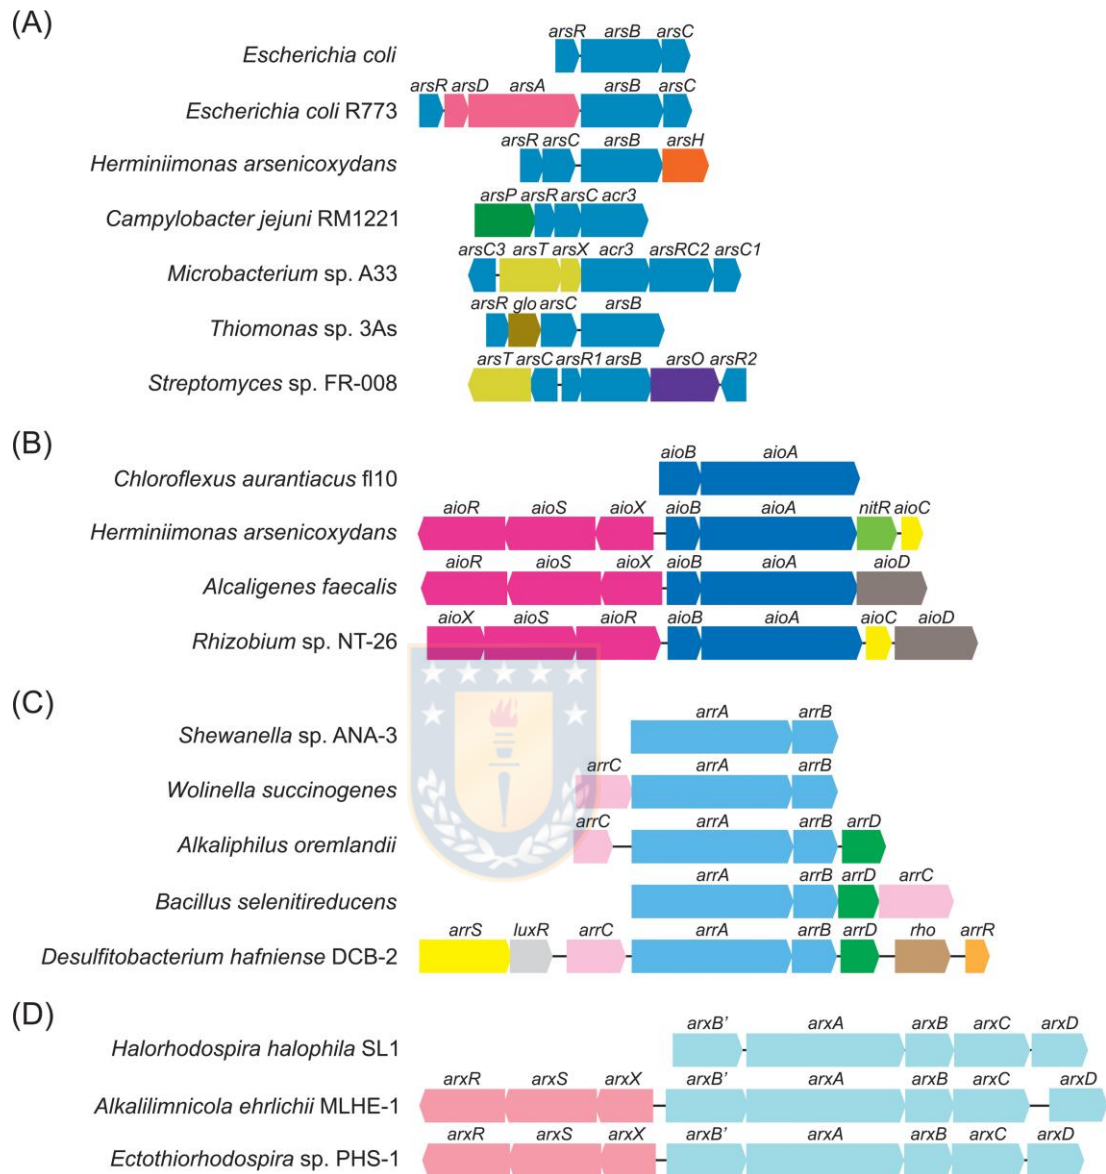 (A)
arsR arsB arsC
Escherichia coli
arsR arsD arsA arsB arsC
Escherichia coli R773
arsR arsC arsB arsH
Herminiimonas arsenicoxydans
arsP arsR arsC acr3
Campylobacter jejuni RM1221
arsC3 arsT arsX acr3 arsRC2 arsC1
Microbacterium sp. A33
arsR glo arsC arsB
Thiomonas sp. 3As
arsT arsC arsR1 arsB arsO arsR2
Streptomyces sp. FR-008
(B)
aioB aioA
Chloroflexus aurantiacus fl10
aioR aioS aioX aioB aioA nitR aioC
Herminiimonas arsenicoxydans
aioR aioS aioX aioB aioA aioD
Alcaligenes faecalis
aioX aioS aioR aioB aioA aioC aioD
Rhizobium sp. NT-26
(C)
arrA arrB
Shewanella sp. ANA-3
arrC arrA arrB
Wolinella succinogenes
arrC arrA arrB arrD
Alkaliphilus oremlandii
arrA arrB arrD arrC
Bacillus selenitireducens
arrS luxR arrC arrA arrB arrD rho arrR
Desulfitobacterium hafniense DCB-2
(D)
arxB' arxA arxB arxC arxD
Halorhodospira halophila SL1
arxR arxS arxX arxB' arxA arxB arxC arxD
Alkalilimnicola ehrlichii MLHE-1
arxR arxS arxX arxB' arxA arxB arxC arxD
Ectothiorhodospira sp. PHS-1